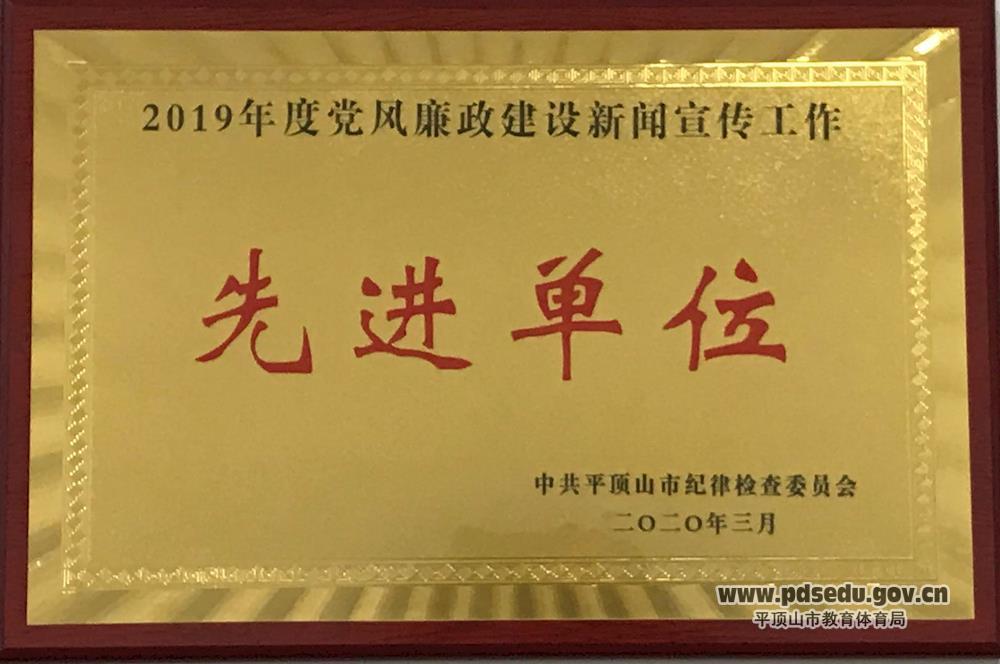 2019年度党风廉政建设新闻宣传工作
先进单位
中共平顶山市纪律检查委员会
二〇二〇年三月
www.pdsedu.gov.cn
平顶山市教育体育局